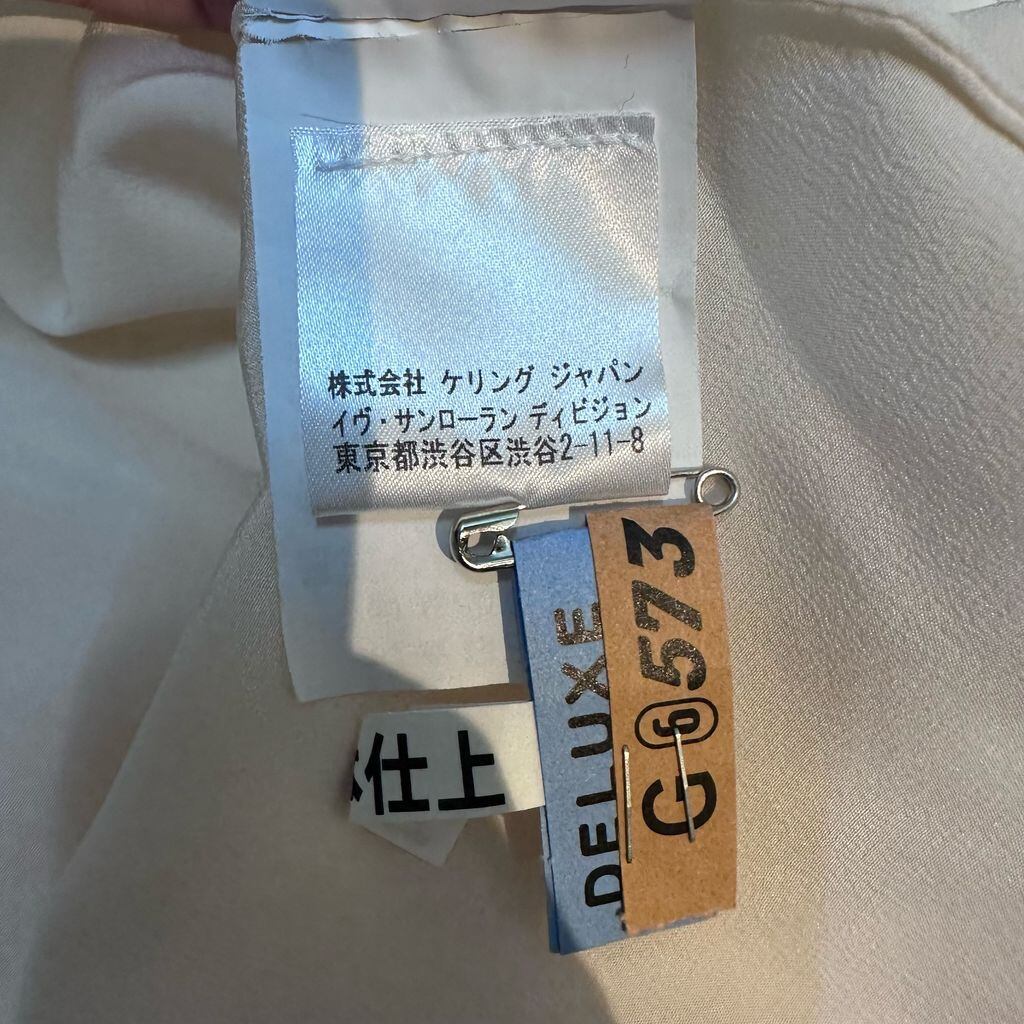 株式会社 ケリング ジャパン
イヴ・サンローラン ディビジョン
東京都渋谷区渋谷2-11-8
DELUXE
G⑥573
仕上